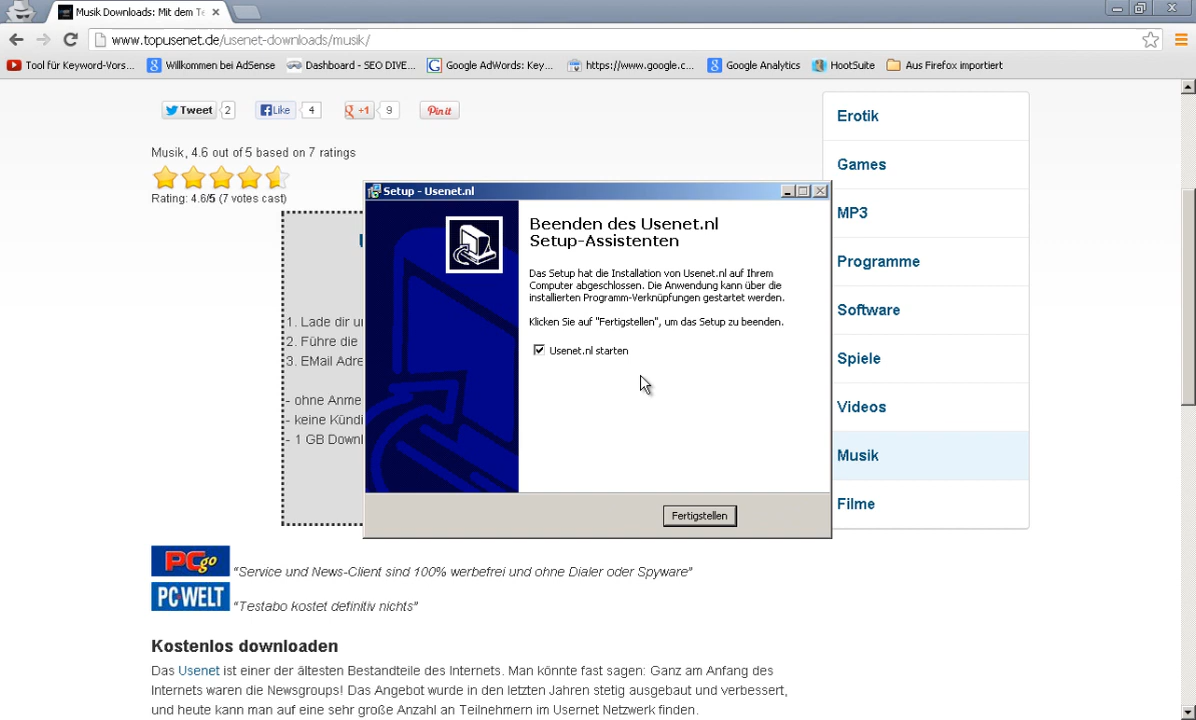 Musik Downloads: Mit dem Te
www.topusenet.de/usenet-downloads/musik/
Tool für Keyword-Vors... Willkommen bei AdSense Dashboard - SEO DIVE... Google AdWords: Key... https://www.google.c... Google Analytics HootSuite Aus Firefox importiert
Tweet 2 Like 4 +1 9 Pin it
Musik, 4.6 out of 5 based on 7 ratings
Rating: 4.6/5 (7 votes cast)
1. Lade dir
2. Führe die
3. EMail Adre
- ohne Anme
- keine Kündi
- 1 GB Downl
Setup - Usenet.nl
Beenden des Usenet.nl
Setup-Assistenten
Das Setup hat die Installation von Usenet.nl auf Ihrem
Computer abgeschlossen. Die Anwendung kann über die
installierten Programm-Verknüpfungen gestartet werden.
Klicken Sie auf "Fertigstellen", um das Setup zu beenden.
Usenet.nl starten
Fertigstellen
Erotik
Games
MP3
Programme
Software
Spiele
Videos
Musik
Filme
PCgo "Service und News-Client sind 100% werbefrei und ohne Dialer oder Spyware"
PC WELT "Testabo kostet definitiv nichts"
Kostenlos downloaden
Das Usenet ist einer der ältesten Bestandteile des Internets. Man könnte fast sagen: Ganz am Anfang des
Internets waren die Newsgroups! Das Angebot wurde in den letzten Jahren stetig ausgebaut und verbessert,
und heute kann man auf eine sehr große Anzahl an Teilnehmern im Usernet Netzwerk finden.